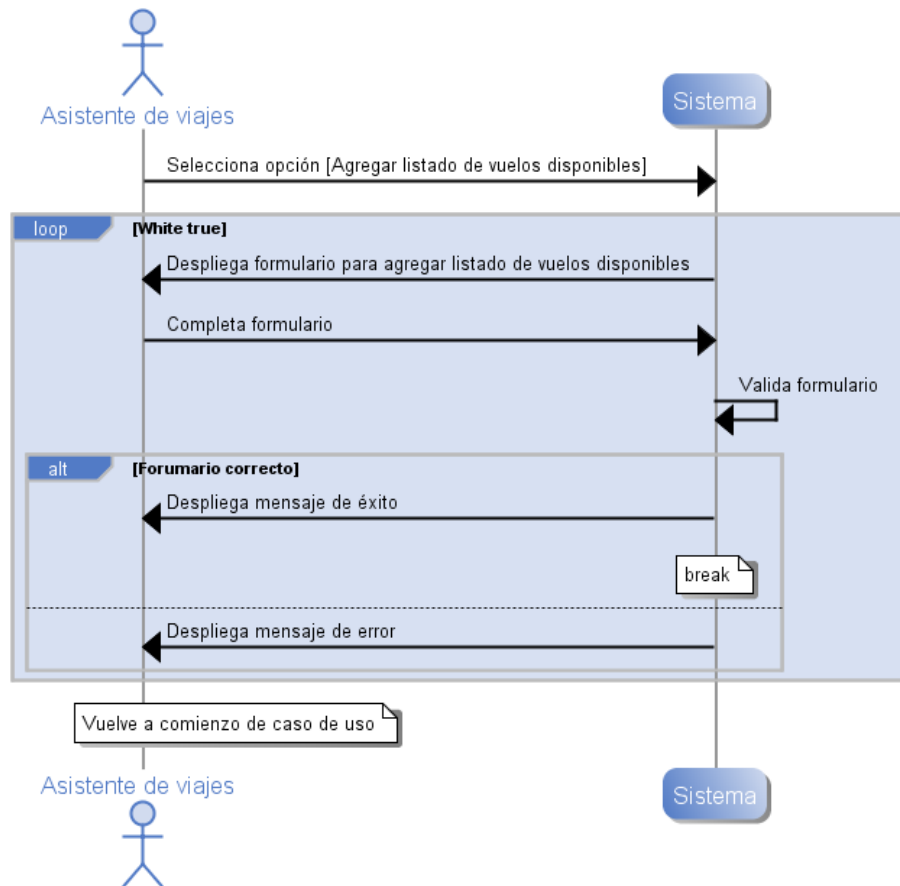 Asistente de viajes
Sistema
Selecciona opción [Agregar listado de vuelos disponibles]
loop
[White true]
Despliega formulario para agregar listado de vuelos disponibles
Completa formulario
Valida formulario
alt
[Forumario correcto]
Despliega mensaje de éxito
break
Despliega mensaje de error
Vuelve a comienzo de caso de uso
Asistente de viajes
Sistema